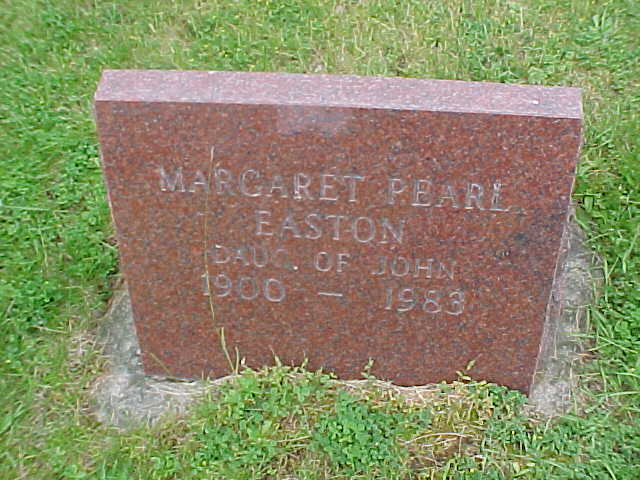 MARGARET PEARL
EASTON
DAUG. OF JOHN
1900 — 1983